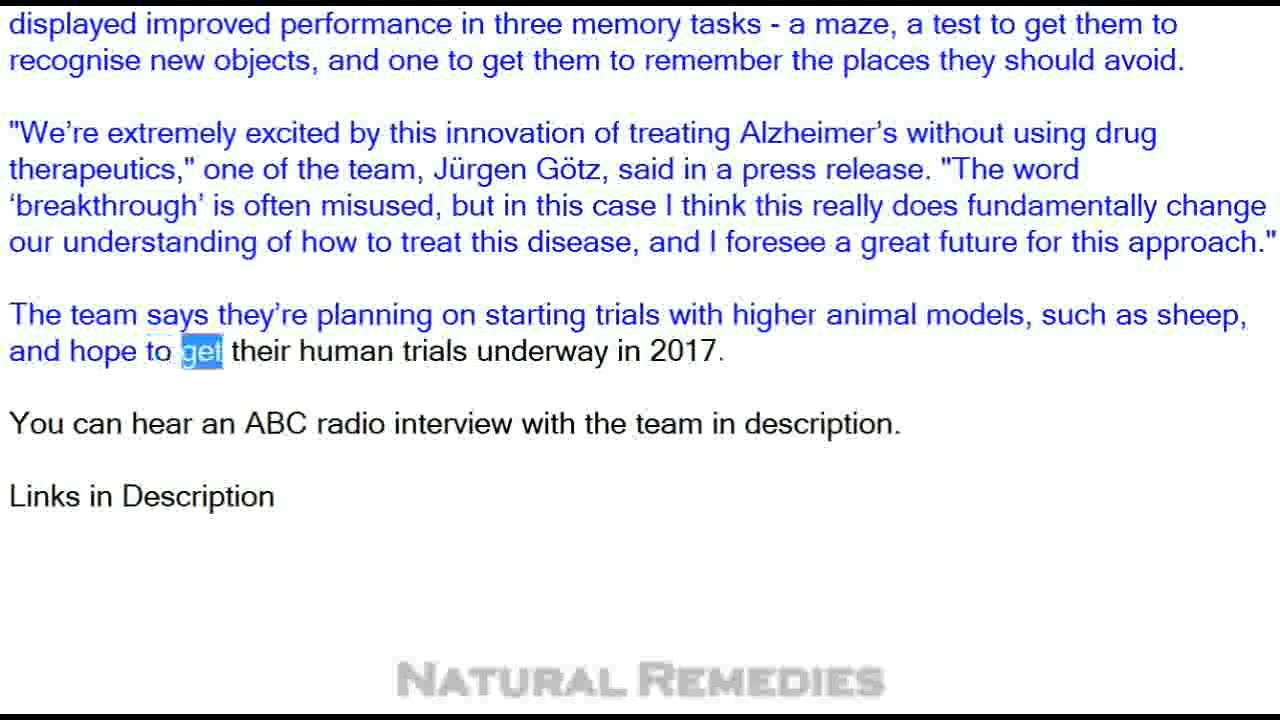 displayed improved performance in three memory tasks - a maze, a test to get them to
recognise new objects, and one to get them to remember the places they should avoid.
"We’re extremely excited by this innovation of treating Alzheimer’s without using drug
therapeutics," one of the team, Jürgen Götz, said in a press release. "The word
‘breakthrough’ is often misused, but in this case I think this really does fundamentally change
our understanding of how to treat this disease, and I foresee a great future for this approach."
The team says they’re planning on starting trials with higher animal models, such as sheep,
and hope to get their human trials underway in 2017.
You can hear an ABC radio interview with the team in description.
Links in Description
NATURAL REMEDIES